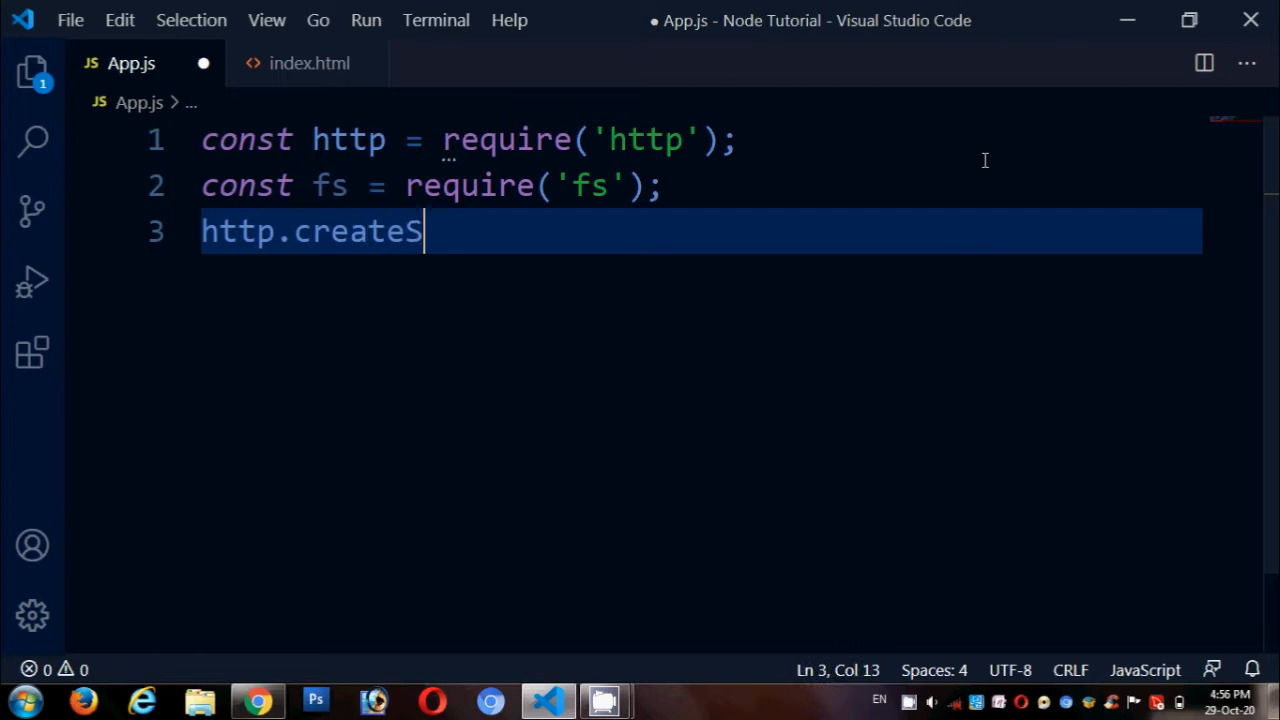 File Edit Selection View Go Run Terminal Help ● App.js - Node Tutorial - Visual Studio Code
JS App.js ● <> index.html ...
JS App.js > ...
1 const http = require('http');
2 const fs = require('fs');
3 http.createS
1
0 0 Ln 3, Col 13 Spaces: 4 UTF-8 CRLF JavaScript
Ps EN 4:56 PM
29-Oct-20